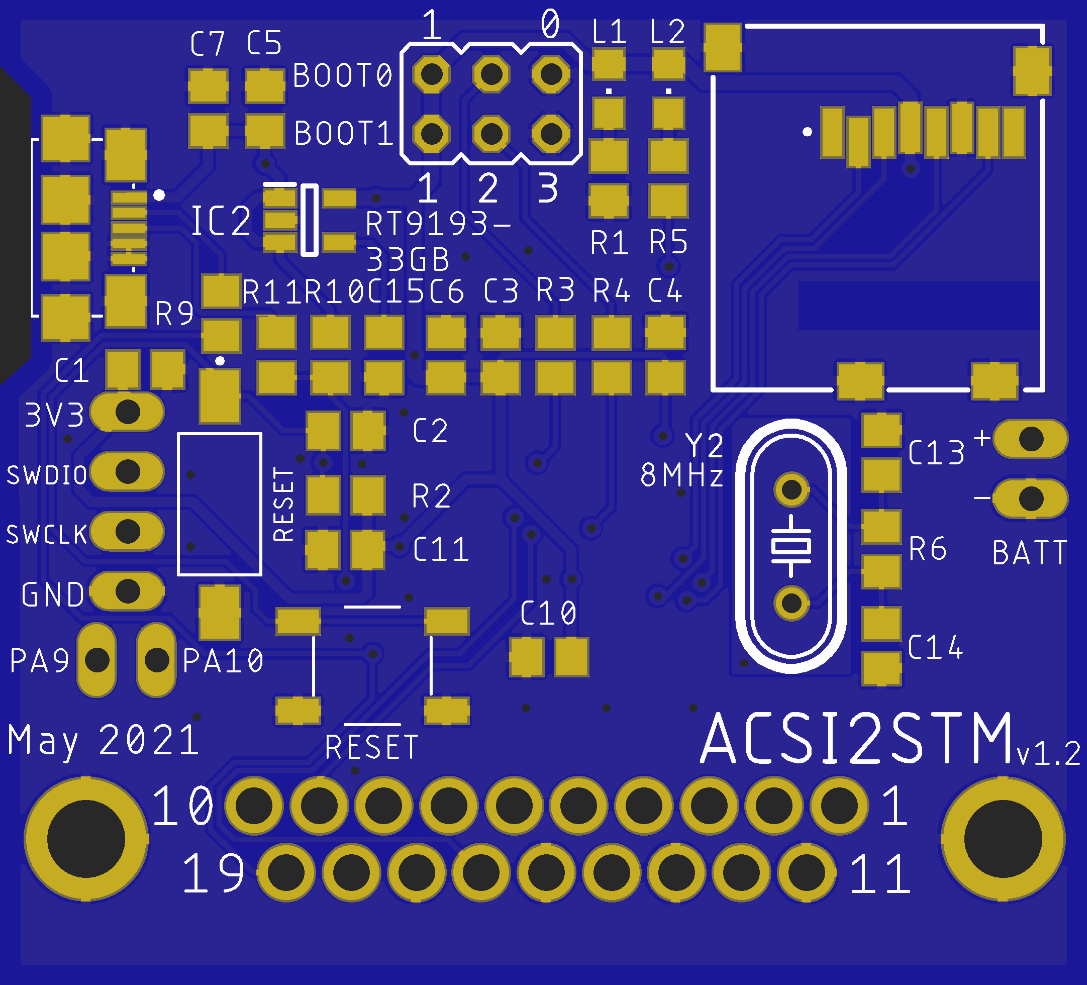 1 0 L1 L2
C7 C5
BOOT0
BOOT1
1 2 3
IC2
RT9193-
33GB
R1 R5
R9
R11 R10 C15 C6 C3 R3 R4 C4
C1
3V3
C2
Y2
8MHz
C13
+
SWDIO
RESET
R2
-
SWCLK
C11
R6
BATT
GND
C10
C14
PA9 PA10
May 2021
RESET
ACSI2STM v1.2
10 1
19 11